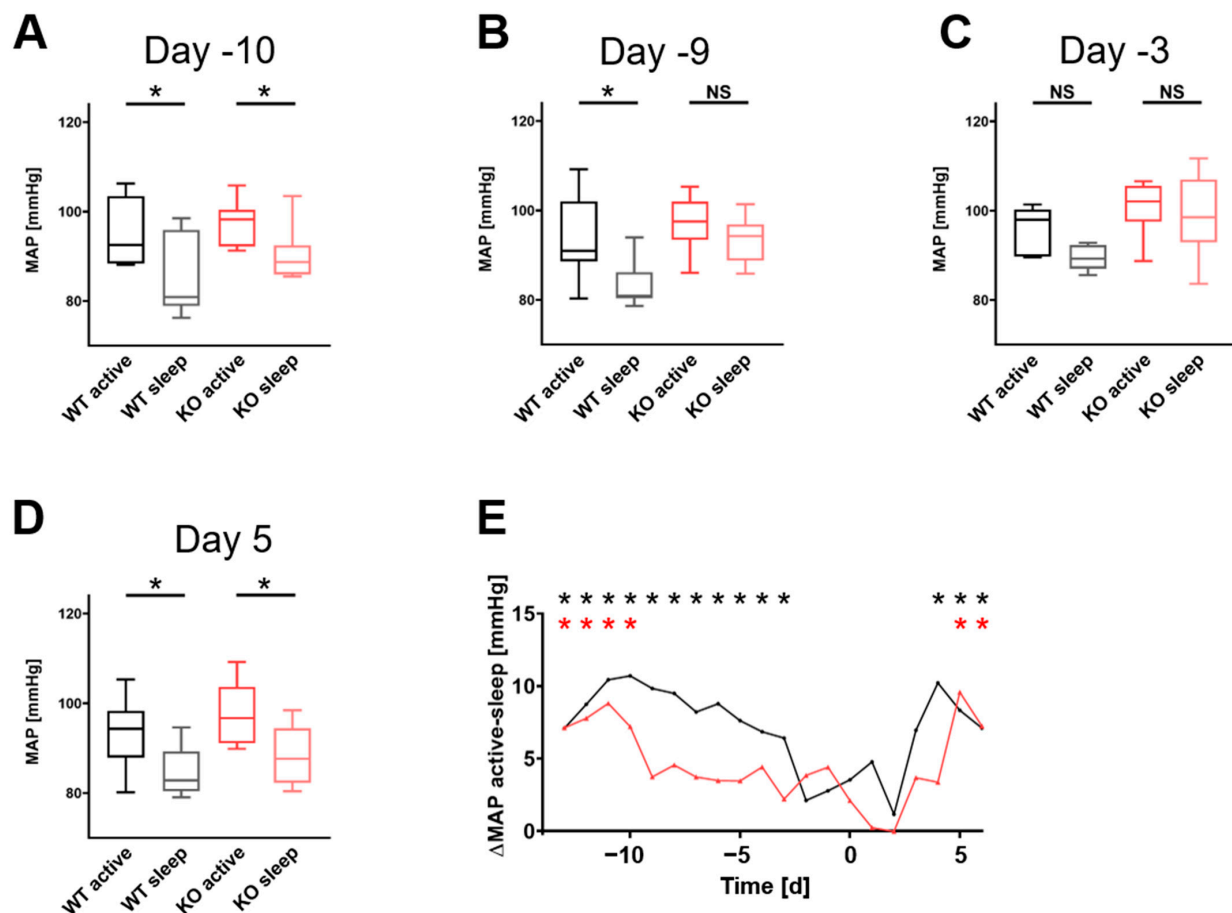 A
Day -10
* *
120
100
80
MAP [mmHg]
WT active
WT sleep
KO active
KO sleep
B
Day -9
* NS
120
100
80
MAP [mmHg]
WT active
WT sleep
KO active
KO sleep
C
Day -3
NS NS
120
100
80
MAP [mmHg]
WT active
WT sleep
KO active
KO sleep
D
Day 5
* *
120
100
80
MAP [mmHg]
WT active
WT sleep
KO active
KO sleep
E
* * * * * * * * * * * * * *
* * * * * *
15
10
5
0
ΔMAP active-sleep [mmHg]
−10 −5 0 5
Time [d]